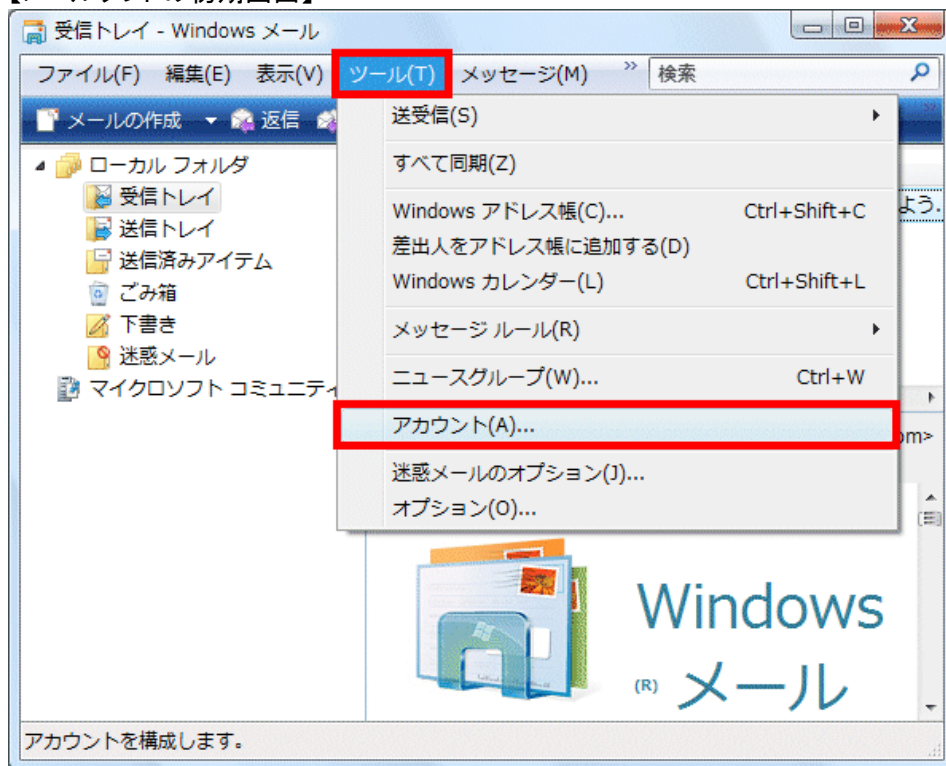 受信トレイ - Windows メール
ファイル(F) 編集(E) 表示(V) ツール(T) メッセージ(M) » 検索
メールの作成 返信
送受信(S)
すべて同期(Z)
Windows アドレス帳(C)... Ctrl+Shift+C
差出人をアドレス帳に追加する(D)
Windows カレンダー(L) Ctrl+Shift+L
メッセージ ルール(R)
ニュースグループ(W)... Ctrl+W
アカウント(A)...
迷惑メールのオプション(J)...
オプション(O)...
ローカル フォルダ
受信トレイ
送信トレイ
送信済みアイテム
ごみ箱
下書き
迷惑メール
マイクロソフト コミュニティ
よう.
om>
Windows
(R) メール
アカウントを構成します。